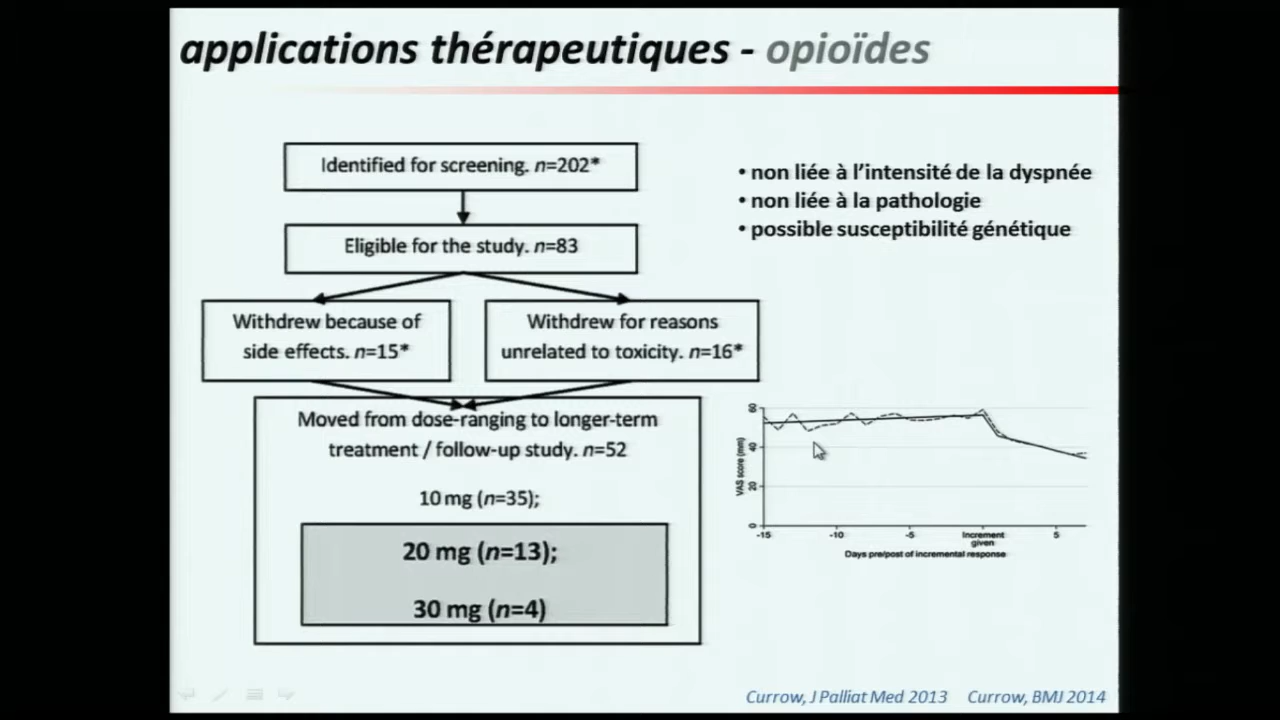 applications thérapeutiques - opioïdes
Identified for screening. n=202*
Eligible for the study. n=83
Withdrew because of
side effects. n=15*
Withdrew for reasons
unrelated to toxicity. n=16*
Moved from dose-ranging to longer-term
treatment / follow-up study. n=52
10 mg (n=35);
20 mg (n=13);
30 mg (n=4)
• non liée à l'intensité de la dyspnée
• non liée à la pathologie
• possible susceptibilité génétique
VAS score (mm)
60
40
20
0
-15 -10 -5 Increment 5
given
Days pre/post of incremental response
Currow, J Palliat Med 2013 Currow, BMJ 2014